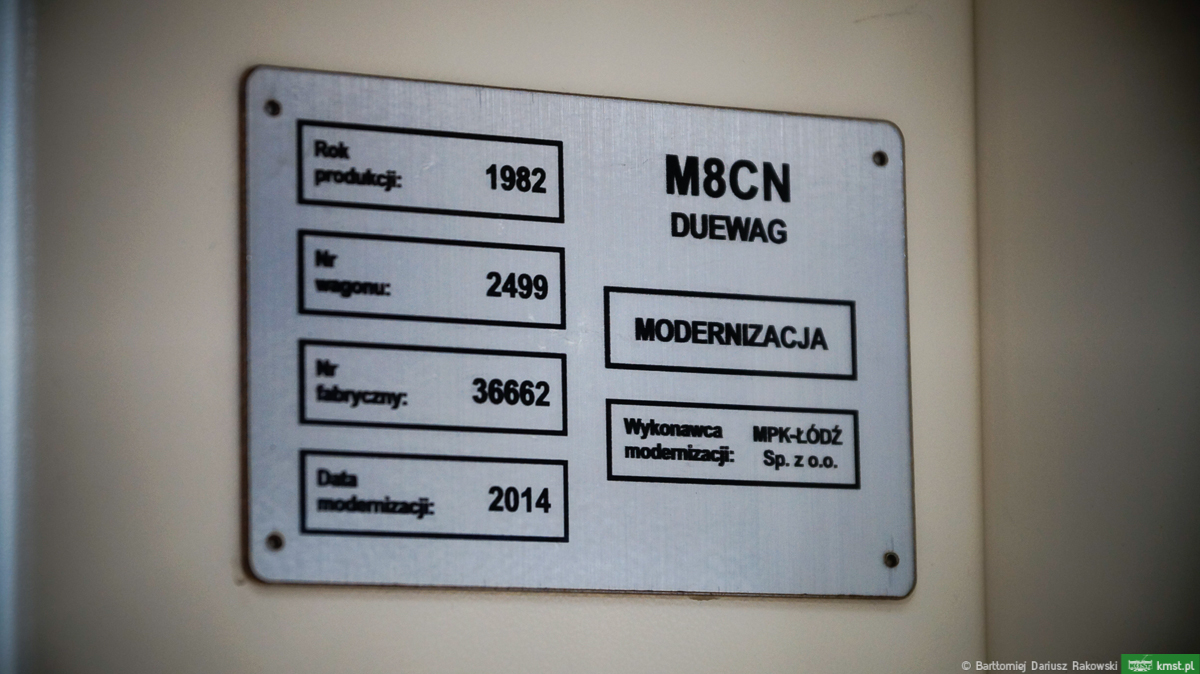 Rok
produkcji: 1982
Nr
wagonu: 2499
Nr
fabryczny: 36662
Data
modernizacji: 2014
M8CN
DUEWAG
MODERNIZACJA
Wykonawca MPK-ŁÓDŹ
modernizacji: Sp. z o.o.
© Bartłomiej Dariusz Rakowski kmst.pl